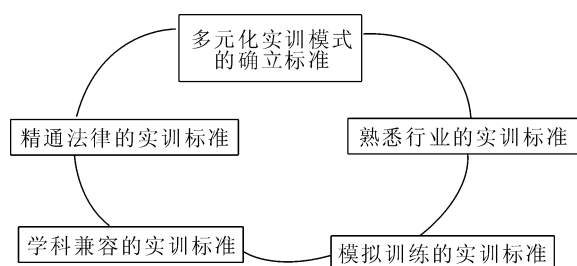 多元化实训模式
的确立标准
精通法律的实训标准
熟悉行业的实训标准
学科兼容的实训标准
模拟训练的实训标准